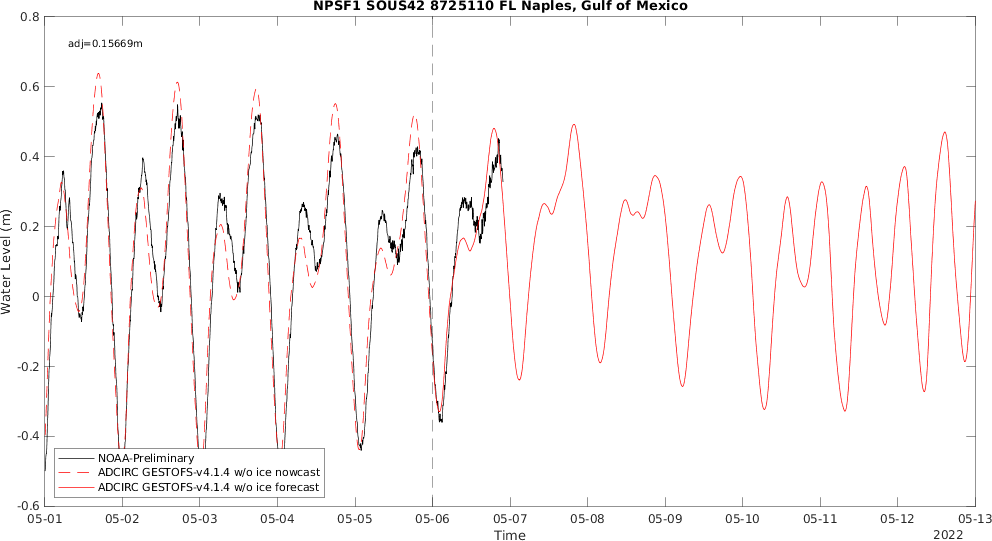 NPSF1 SOUS42 8725110 FL Naples, Gulf of Mexico
adj=0.15669m
0.8
0.6
0.4
0.2
0
-0.2
-0.4
-0.6
Water Level (m)
NOAA-Preliminary
ADCIRC GESTOFS-v4.1.4 w/o ice nowcast
ADCIRC GESTOFS-v4.1.4 w/o ice forecast
05-01 05-02 05-03 05-04 05-05 05-06 05-07 05-08 05-09 05-10 05-11 05-12 05-13
Time
2022